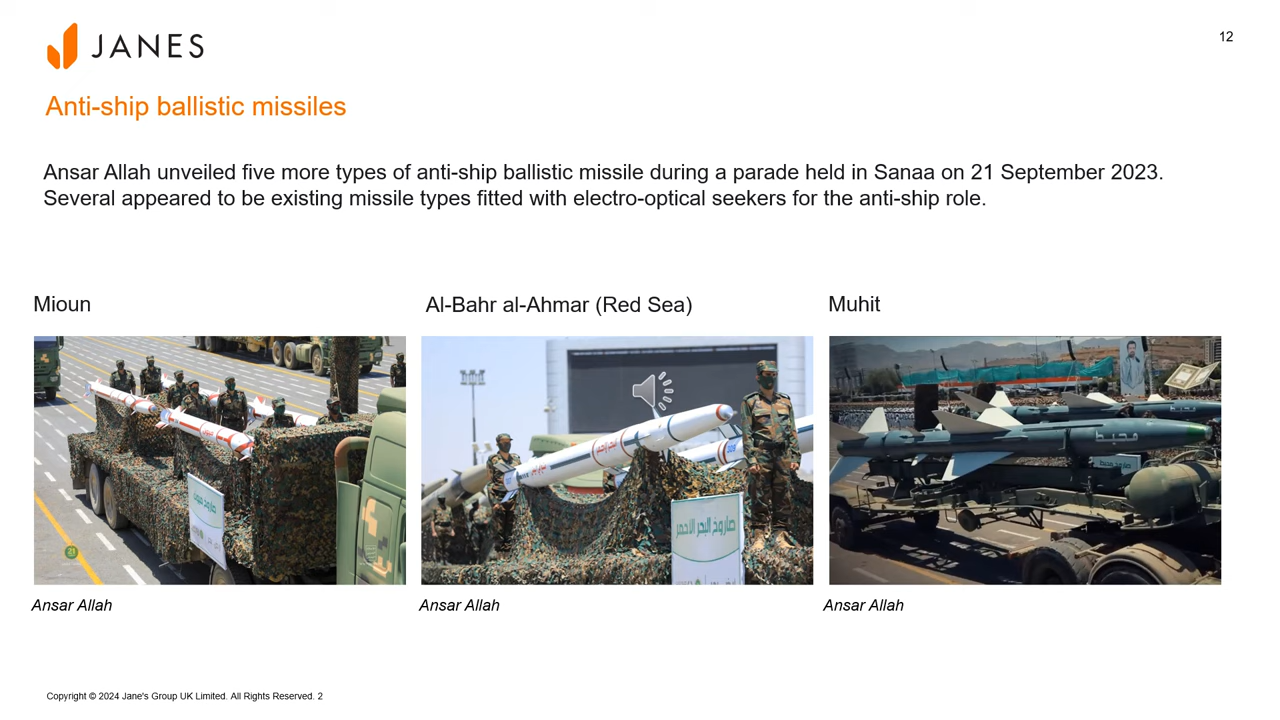 JANES
12
Anti-ship ballistic missiles
Ansar Allah unveiled five more types of anti-ship ballistic missile during a parade held in Sanaa on 21 September 2023.
Several appeared to be existing missile types fitted with electro-optical seekers for the anti-ship role.
Mioun
Al-Bahr al-Ahmar (Red Sea)
Muhit
21
صاروخ البحر الأحمر
محيط
Ansar Allah
Ansar Allah
Ansar Allah
Copyright © 2024 Jane's Group UK Limited. All Rights Reserved. 2